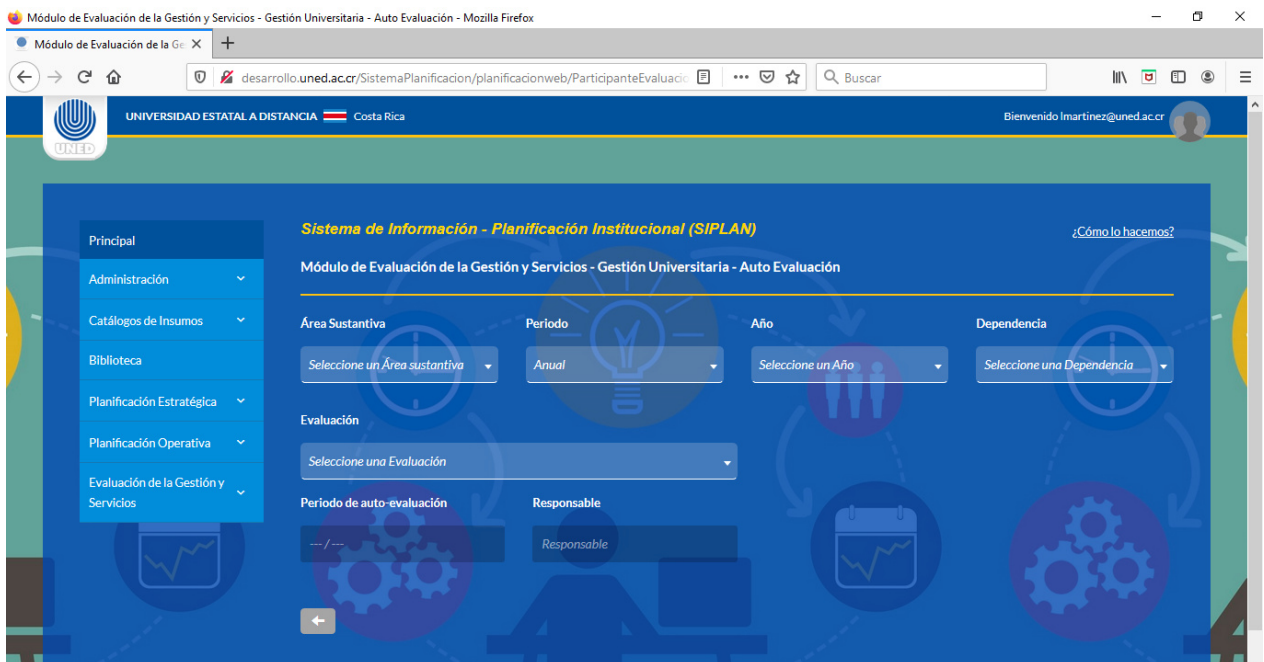 Módulo de Evaluación de la Gestión y Servicios - Gestión Universitaria - Auto Evaluación - Mozilla Firefox
Módulo de Evaluación de la Ge
desarrollo.uned.ac.cr/SistemaPlanificacion/planificacionweb/ParticipanteEvaluacio
Buscar
UNED
UNIVERSIDAD ESTATAL A DISTANCIA Costa Rica
Bienvenido lmartinez@uned.ac.cr
Principal
Administración
Catálogos de Insumos
Biblioteca
Planificación Estratégica
Planificación Operativa
Evaluación de la Gestión y
Servicios
Sistema de Información - Planificación Institucional (SIPLAN)
¿Cómo lo hacemos?
Módulo de Evaluación de la Gestión y Servicios - Gestión Universitaria - Auto Evaluación
Área Sustantiva Periodo Año Dependencia
Seleccione un Área sustantiva Anual Seleccione un Año Seleccione una Dependencia
Evaluación
Seleccione una Evaluación
Periodo de auto-evaluación Responsable
---/--- Responsable